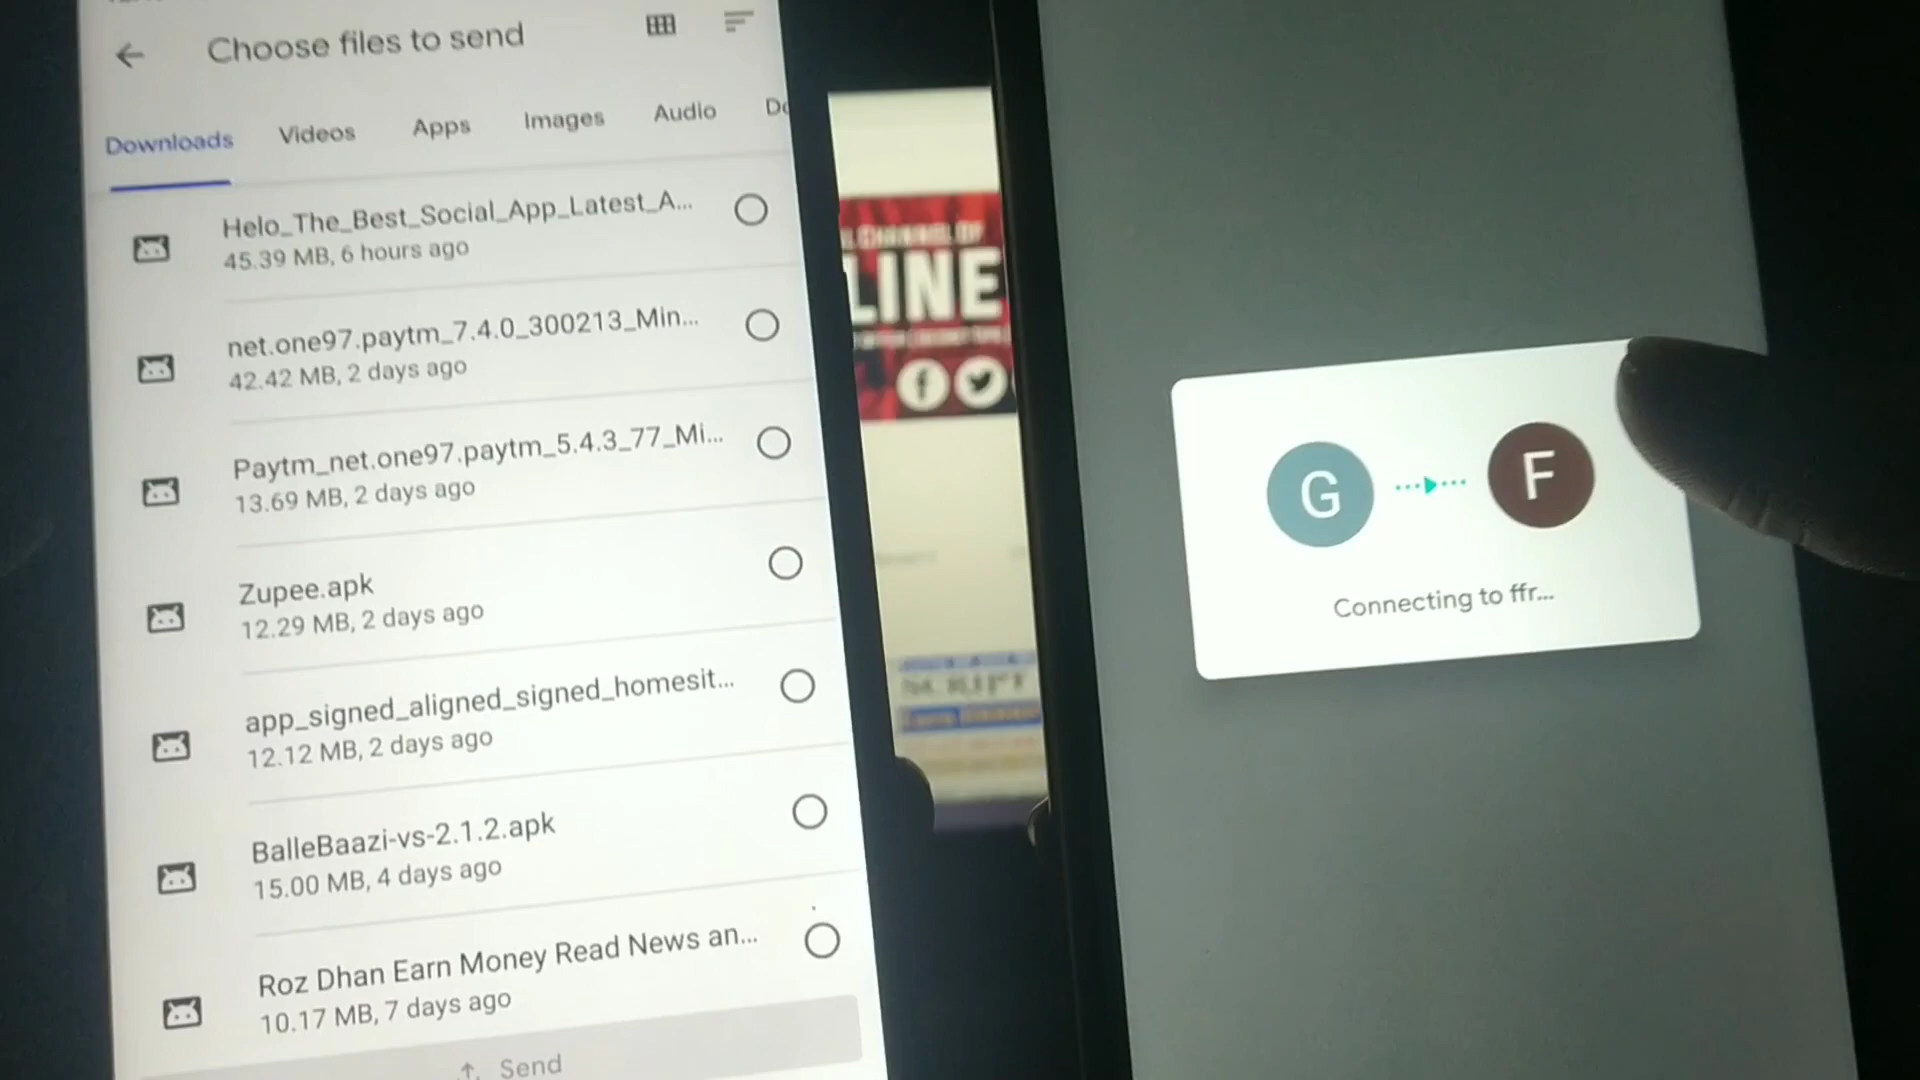 Choose files to send
Downloads Videos Apps Images Audio Do
Helo_The_Best_Social_App_Latest_A...
45.39 MB, 6 hours ago
net.one97.paytm_7.4.0_300213_Min...
42.42 MB, 2 days ago
Paytm_net.one97.paytm_5.4.3_77_Mi...
13.69 MB, 2 days ago
Zupee.apk
12.29 MB, 2 days ago
app_signed_aligned_signed_homesit...
12.12 MB, 2 days ago
BalleBaazi-vs-2.1.2.apk
15.00 MB, 4 days ago
Roz Dhan Earn Money Read News an...
10.17 MB, 7 days ago
Send
CHANNEL OF
LINE
G F
Connecting to ffr...